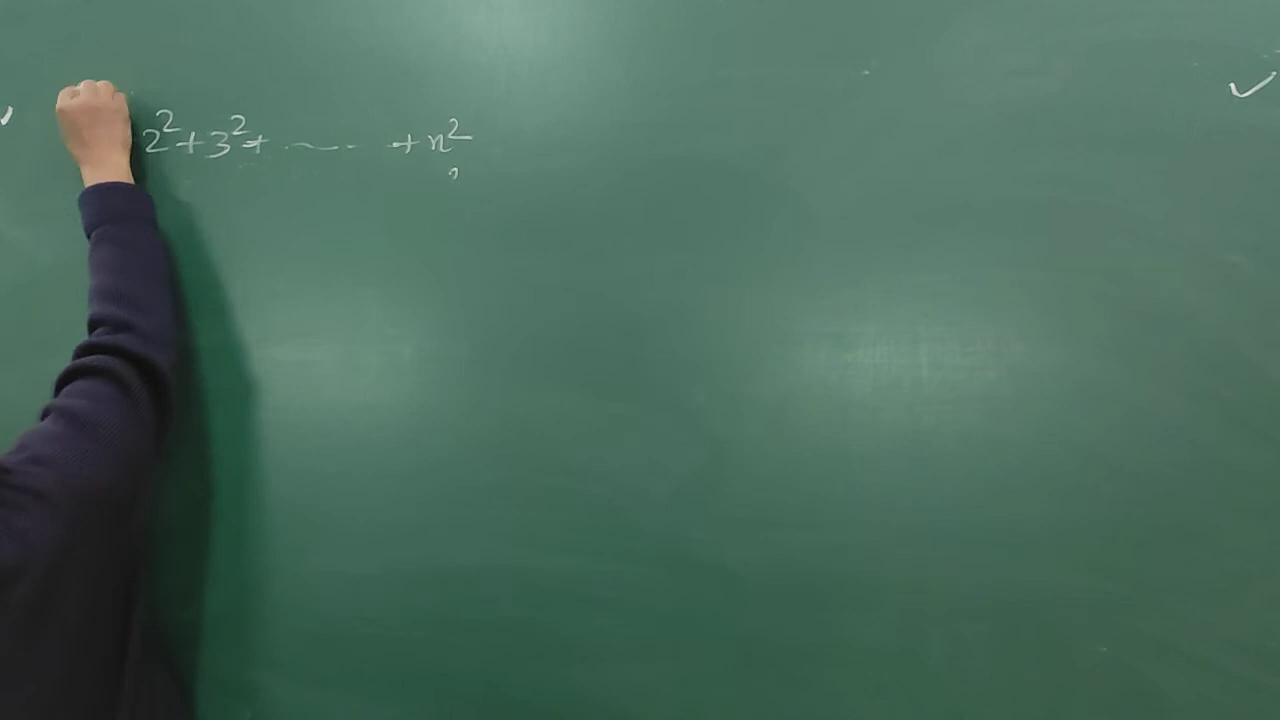 2²+3²+ ~ . +n²
,